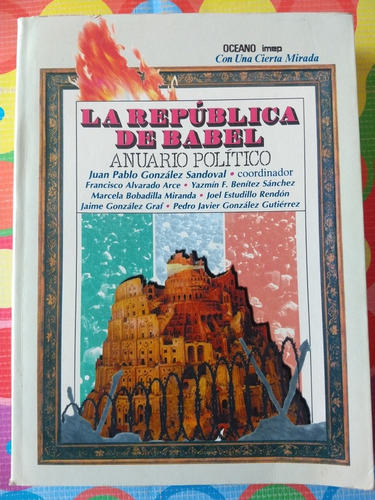 OCEANO imep
Con Una Cierta Mirada
LA REPÚBLICA
DE BABEL
ANUARIO POLÍTICO
Juan Pablo González Sandoval • coordinador
Francisco Alvarado Arce • Yazmín F. Benítez Sánchez
Marcela Bobadilla Miranda • Joel Estudillo Rendón
Jaime González Graf • Pedro Javier González Gutiérrez